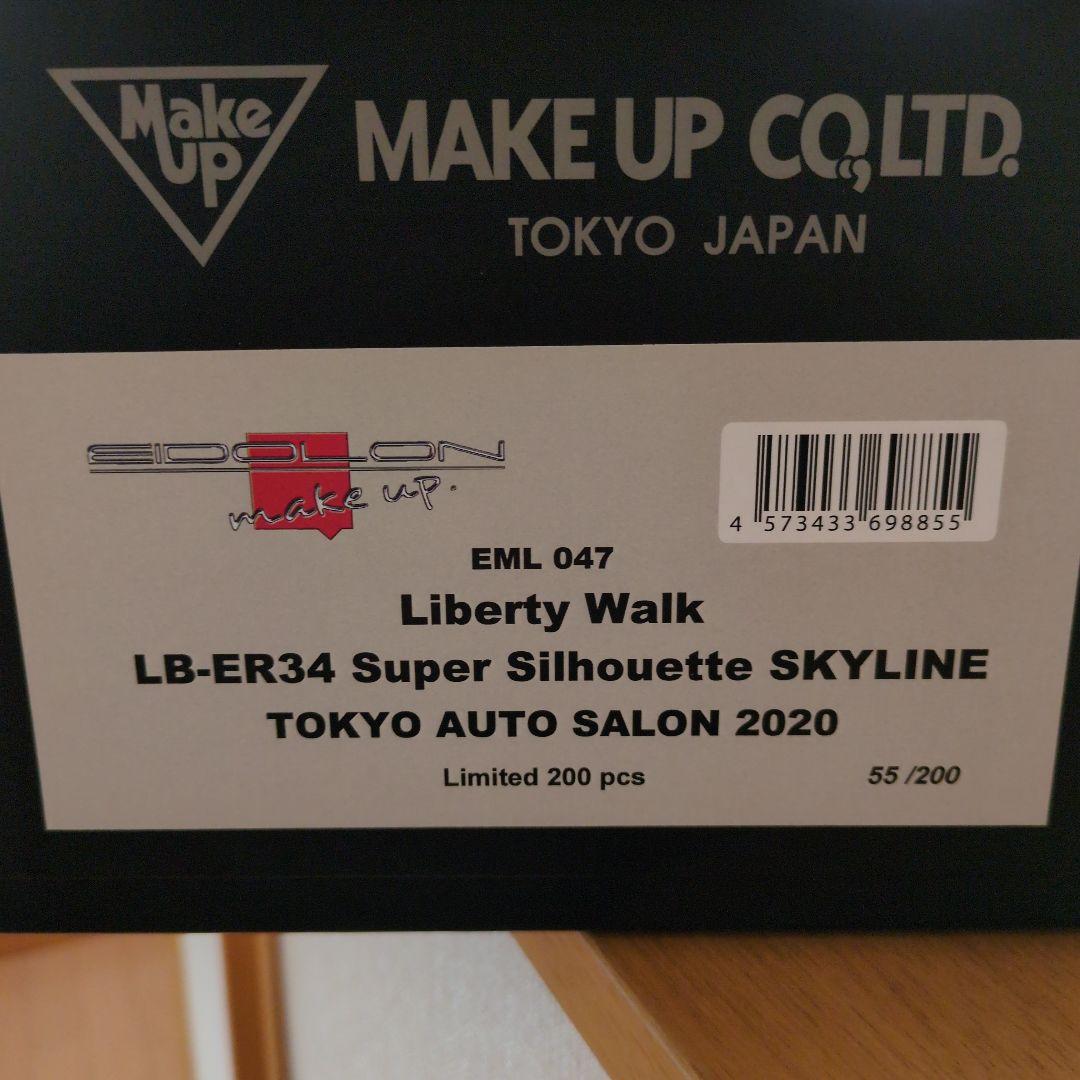 Make
up
MAKE UP CO., LTD.
TOKYO JAPAN
EIDOLON
make up.
4 573433 698855
EML 047
Liberty Walk
LB-ER34 Super Silhouette SKYLINE
TOKYO AUTO SALON 2020
Limited 200 pcs
55 /200